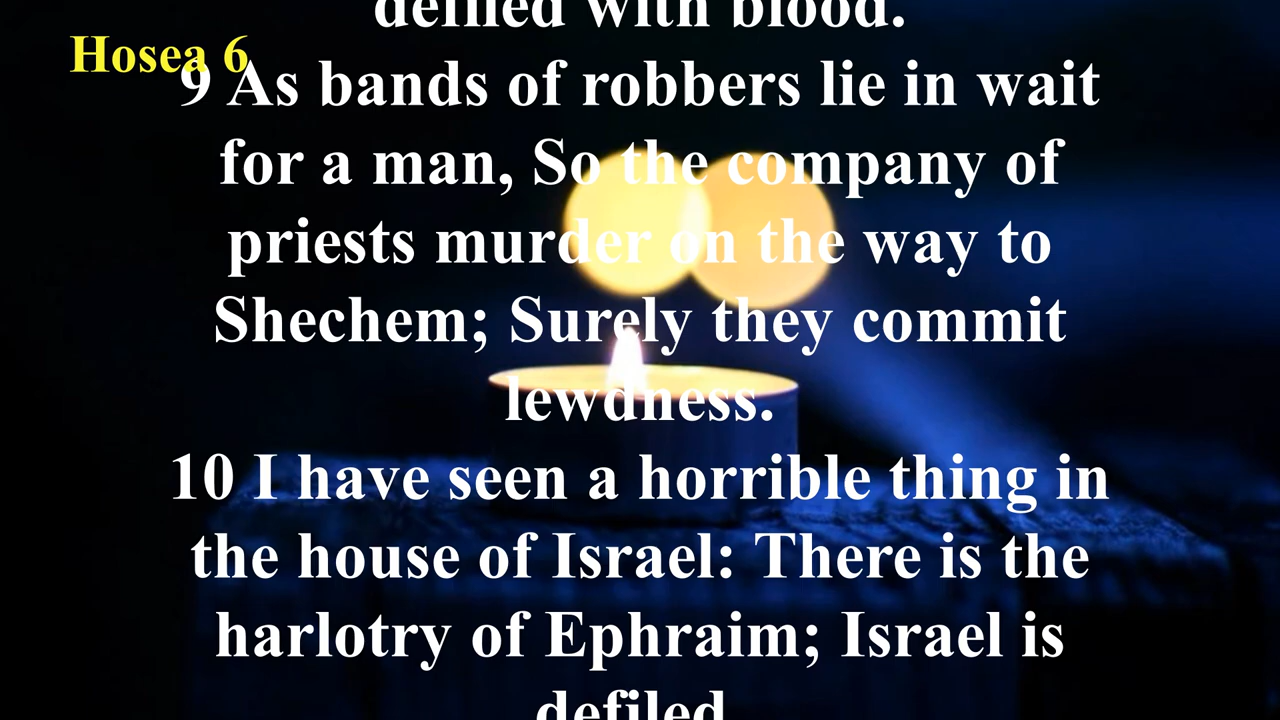 defiled with blood.
Hosea 6
9 As bands of robbers lie in wait
for a man, So the company of
priests murder on the way to
Shechem; Surely they commit
lewdness.
10 I have seen a horrible thing in
the house of Israel: There is the
harlotry of Ephraim; Israel is
defiled